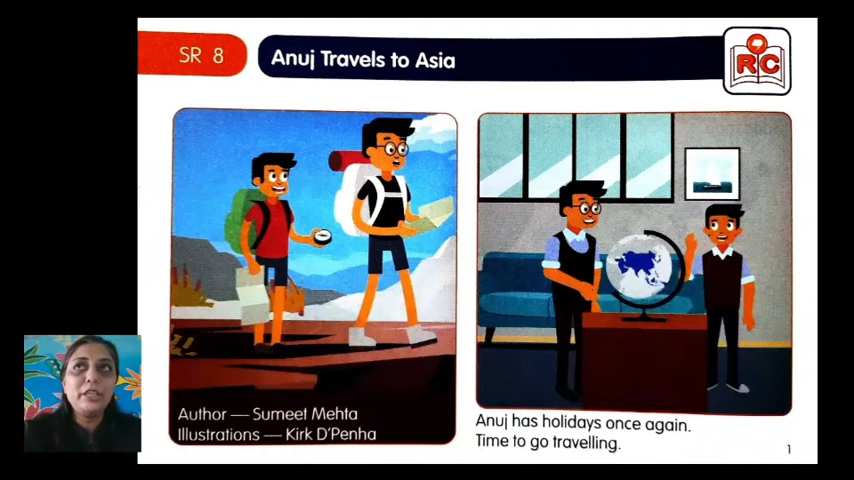 SR 8
Anuj Travels to Asia
RC
Author — Sumeet Mehta
Illustrations — Kirk D'Penha
Anuj has holidays once again.
Time to go travelling.
1